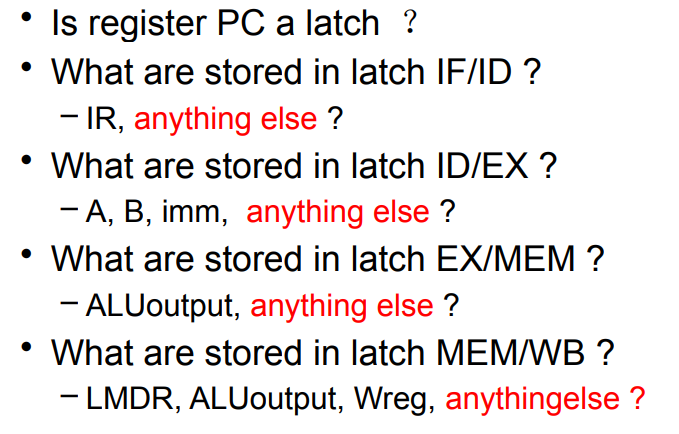 • Is register PC a latch ？
• What are stored in latch IF/ID ?
– IR, anything else ?
• What are stored in latch ID/EX ?
– A, B, imm, anything else ?
• What are stored in latch EX/MEM ?
– ALUoutput, anything else ?
• What are stored in latch MEM/WB ?
– LMDR, ALUoutput, Wreg, anythingelse ?